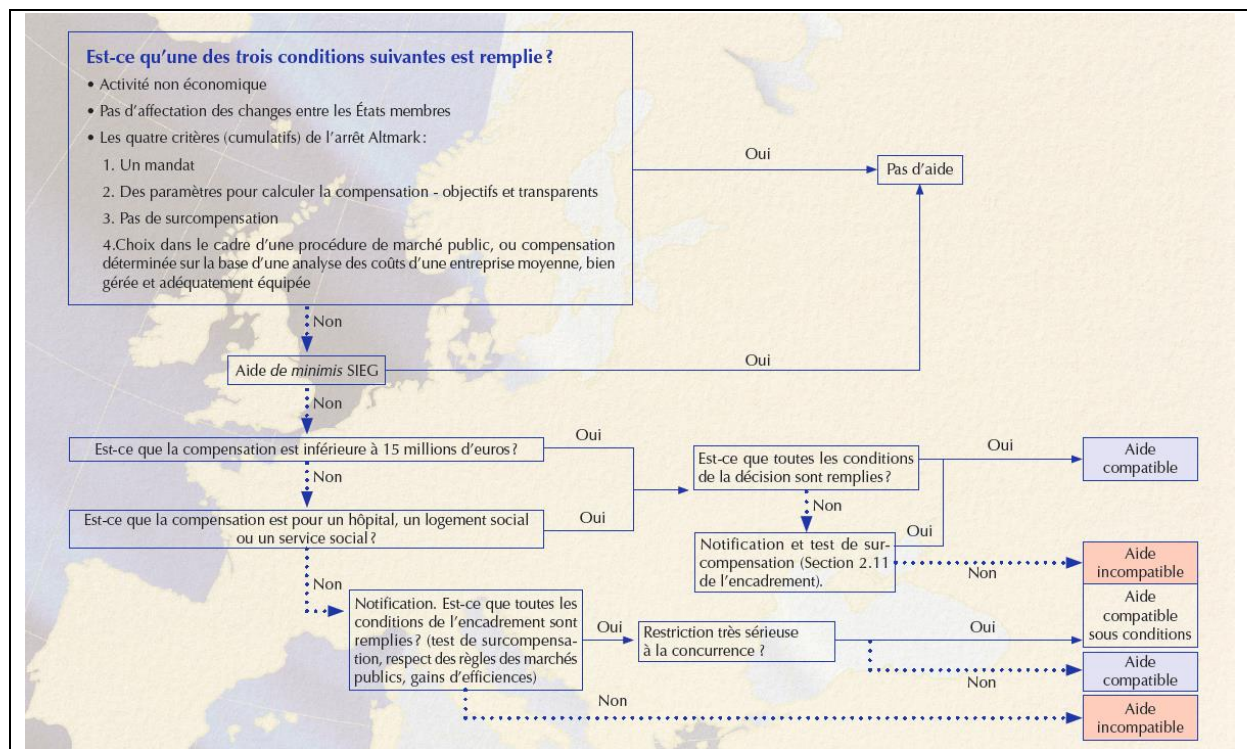 Est-ce qu'une des trois conditions suivantes est remplie ?
• Activité non économique
• Pas d'affectation des changes entre les États membres
• Les quatre critères (cumulatifs) de l'arrêt Altmark :
1. Un mandat
2. Des paramètres pour calculer la compensation - objectifs et transparents
3. Pas de surcompensation
4.Choix dans le cadre d'une procédure de marché public, ou compensation
déterminée sur la base d'une analyse des coûts d'une entreprise moyenne, bien
gérée et adéquatement équipée
Oui
Pas d'aide
Non
Aide de minimis SIEG
Oui
Non
Est-ce que la compensation est inférieure à 15 millions d'euros ?
Oui
Non
Est-ce que la compensation est pour un hôpital, un logement social
ou un service social ?
Oui
Est-ce que toutes les conditions
de la décision sont remplies ?
Oui
Aide
compatible
Non
Notification et test de sur-
compensation (Section 2.11
de l'encadrement).
Oui
Non
Aide
incompatible
Non
Notification. Est-ce que toutes les
conditions de l'encadrement sont
remplies ? (test de surcompensa-
tion, respect des règles des marchés
publics, gains d'efficiences)
Oui
Restriction très sérieuse
à la concurrence ?
Oui
Aide
compatible
sous conditions
Non
Aide
compatible
Non
Aide
incompatible